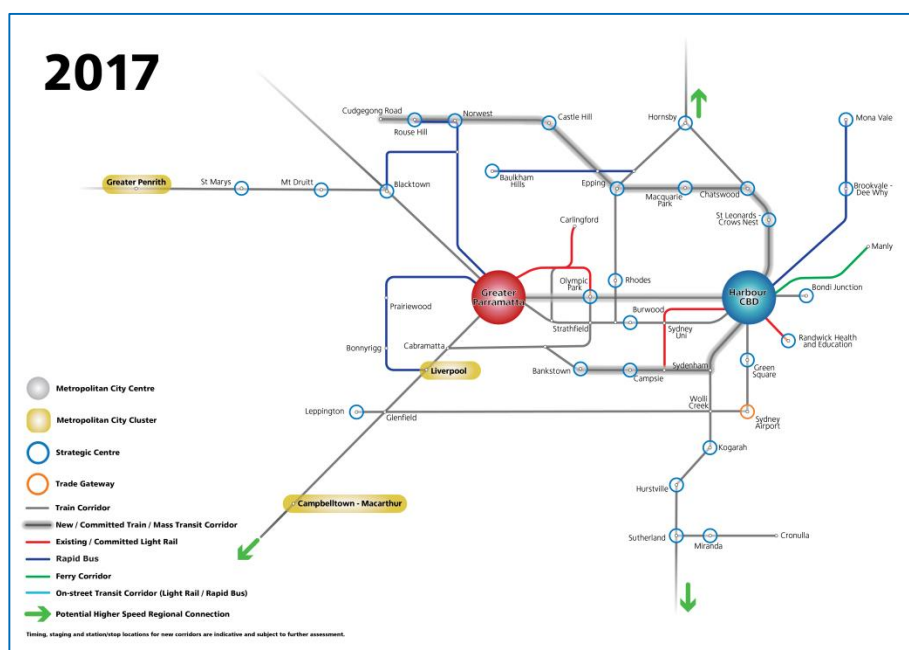 2017
Cudgegong Road
Rouse Hill
Norwest
Castle Hill
Hornsby
Mona Vale
Greater Penrith
St Marys
Mt Druitt
Blacktown
Baulkham
Hills
Epping
Macquarie
Park
Chatswood
Brookvale -
Dee Why
St Leonards -
Crows Nest
Carlingford
Manly
Greater
Parramatta
Olympic
Park
Rhodes
Harbour
CBD
Bondi Junction
Prairiewood
Strathfield
Burwood
Sydney
Uni
Randwick Health
and Education
Bonnyrigg
Cabramatta
Liverpool
Bankstown
Campsie
Sydenham
Green
Square
Leppington
Glenfield
Wolli
Creek
Sydney
Airport
Kogarah
Hurstville
Campbelltown - Macarthur
Sutherland
Miranda
Cronulla
Metropolitan City Centre
Metropolitan City Cluster
Strategic Centre
Trade Gateway
Train Corridor
New / Committed Train / Mass Transit Corridor
Existing / Committed Light Rail
Rapid Bus
Ferry Corridor
On-street Transit Corridor (Light Rail / Rapid Bus)
Potential Higher Speed Regional Connection
Timing, staging and station/stop locations for new corridors are indicative and subject to further assessment.